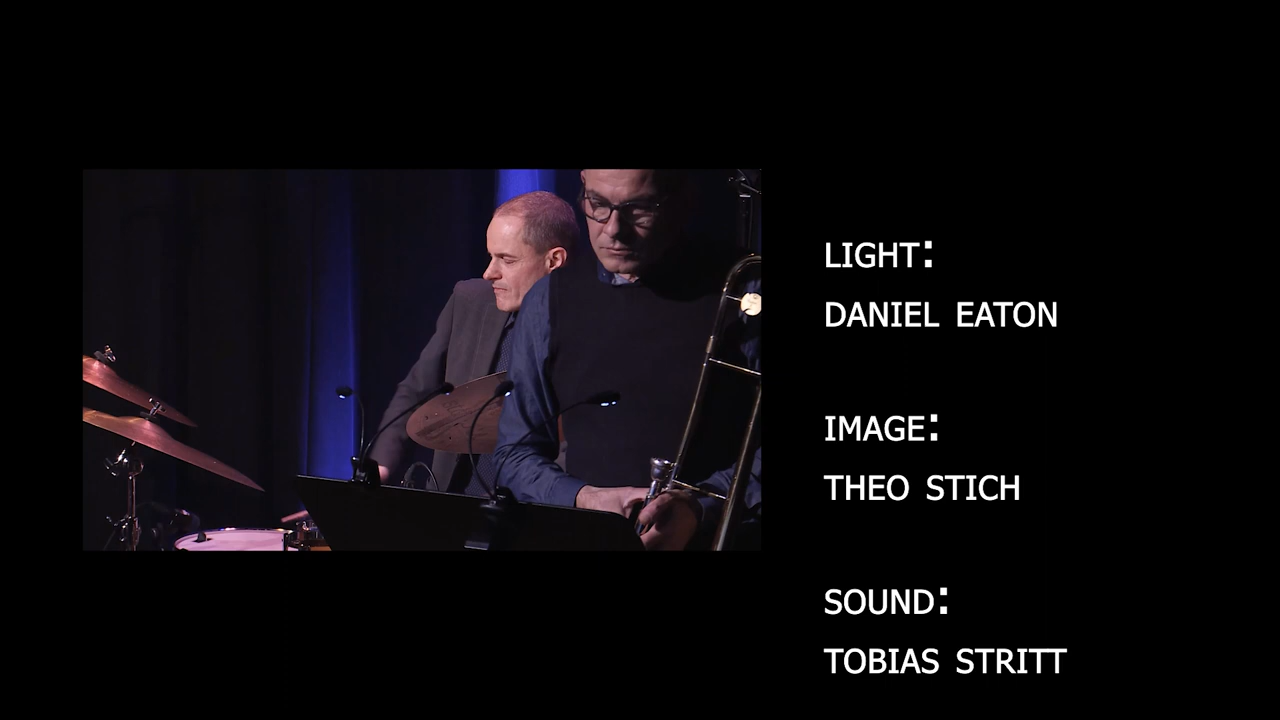 LIGHT:
DANIEL EATON
IMAGE:
THEO STICH
SOUND:
TOBIAS STRITT